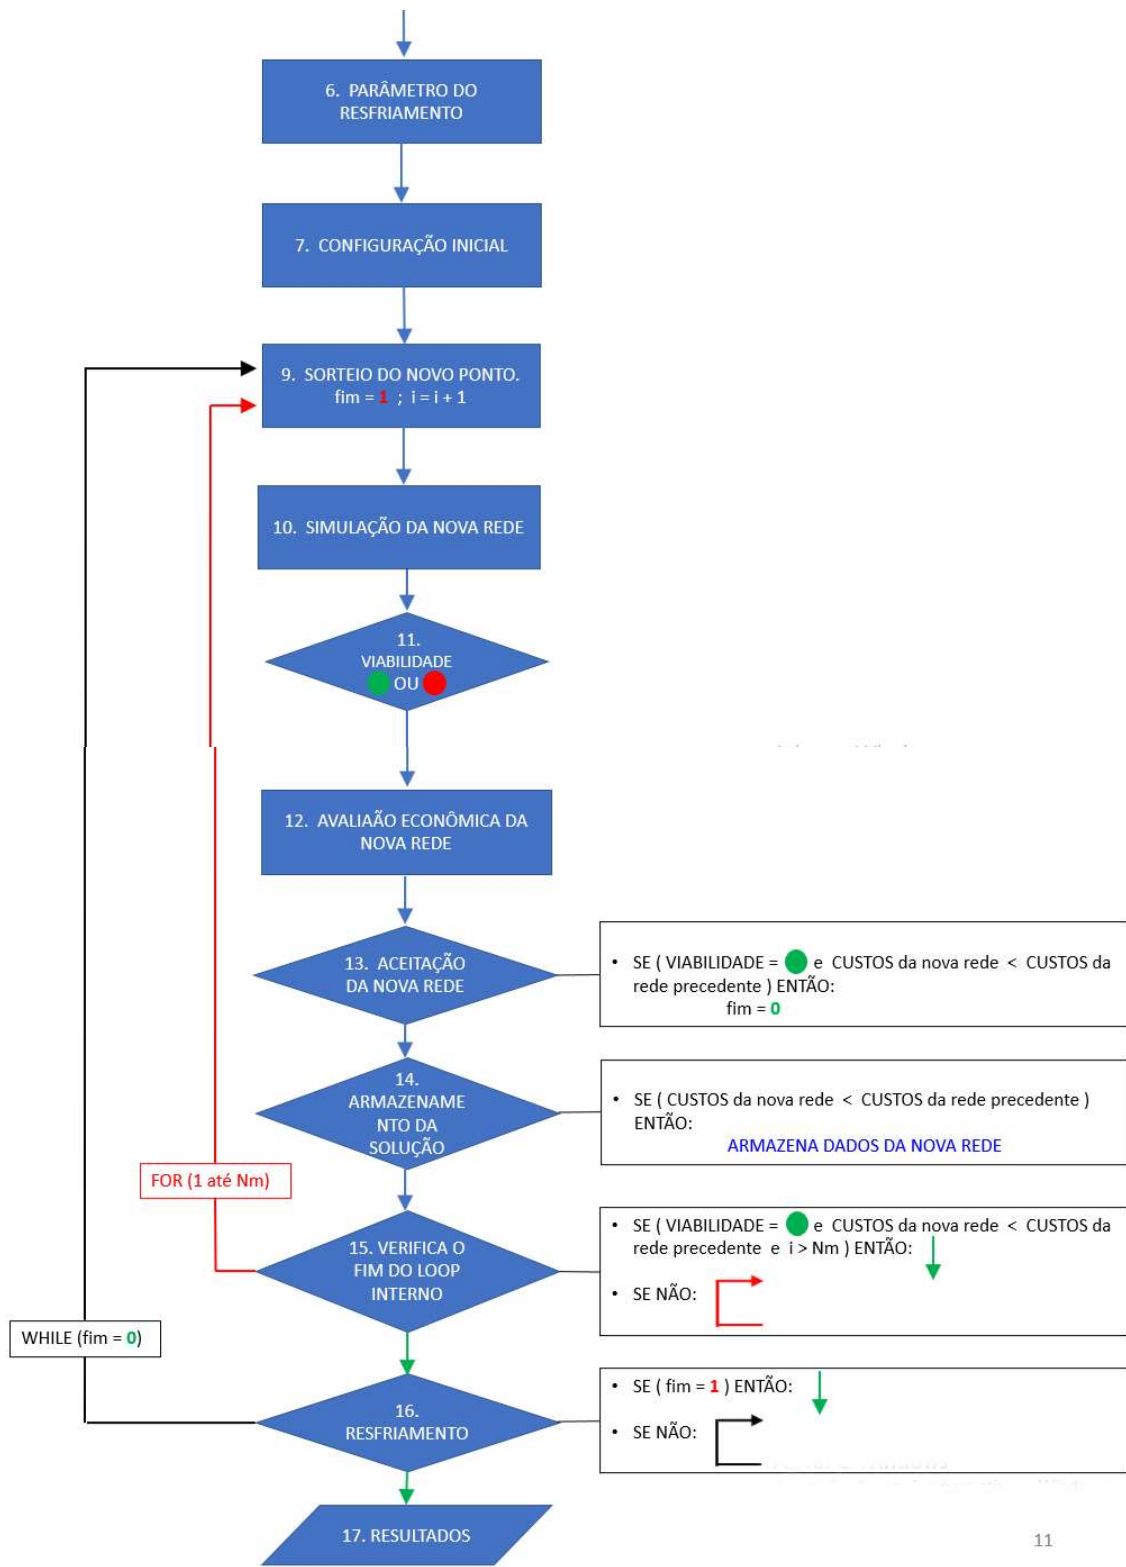 6. PARÂMETRO DO
RESFRIAMENTO
7. CONFIGURAÇÃO INICIAL
9. SORTEIO DO NOVO PONTO.
fim = 1 ; i = i + 1
10. SIMULAÇÃO DA NOVA REDE
11.
VIABILIDADE
OU
12. AVALIAÃO ECONÔMICA DA
NOVA REDE
13. ACEITAÇÃO
DA NOVA REDE
• SE ( VIABILIDADE = e CUSTOS da nova rede < CUSTOS da
rede precedente ) ENTÃO:
fim = 0
14.
ARMAZENAME
NTO DA
SOLUÇÃO
• SE ( CUSTOS da nova rede < CUSTOS da rede precedente )
ENTÃO:
ARMAZENA DADOS DA NOVA REDE
FOR (1 até Nm)
15. VERIFICA O
FIM DO LOOP
INTERNO
• SE ( VIABILIDADE = e CUSTOS da nova rede < CUSTOS da
rede precedente e i > Nm ) ENTÃO:
• SE NÃO:
WHILE (fim = 0)
16.
RESFRIAMENTO
• SE ( fim = 1 ) ENTÃO:
• SE NÃO:
17. RESULTADOS
11